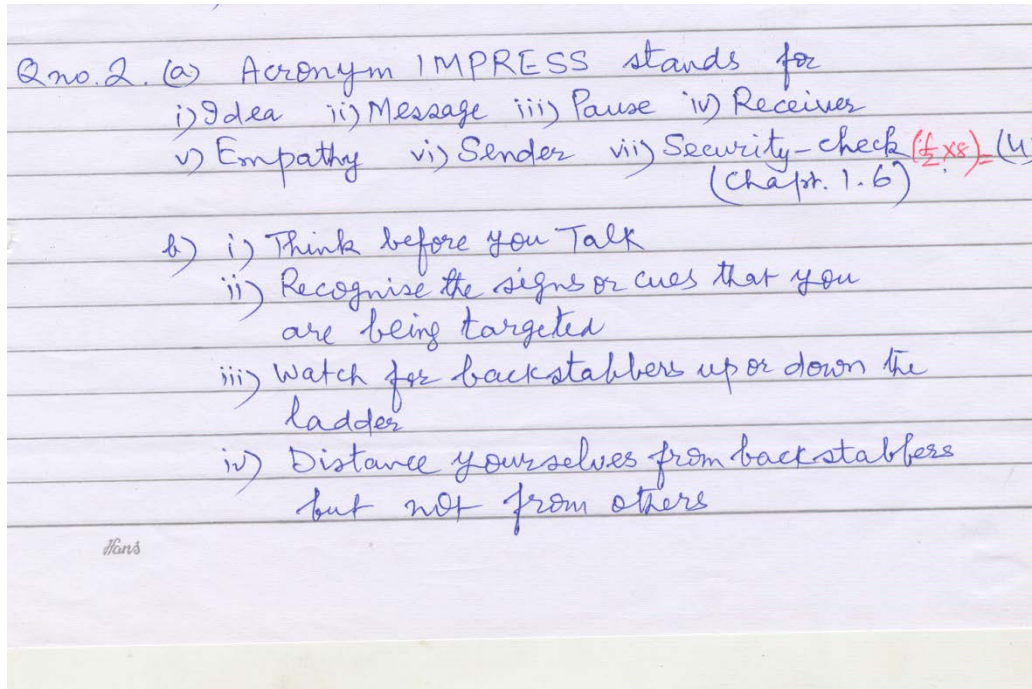 Qno.2. (a) Acronym IMPRESS stands for
i) Idea ii) Message iii) Pause iv) Receiver
v) Empathy vi) Sender vii) Security-check (½ x8)=(4)
(Chapt. 1.6)
b) i) Think before you Talk
ii) Recognise the signs or cues that you
are being targeted
iii) Watch for backstabbers up or down the
ladder
iv) Distance yourselves from backstabbers
but not from others
Hans